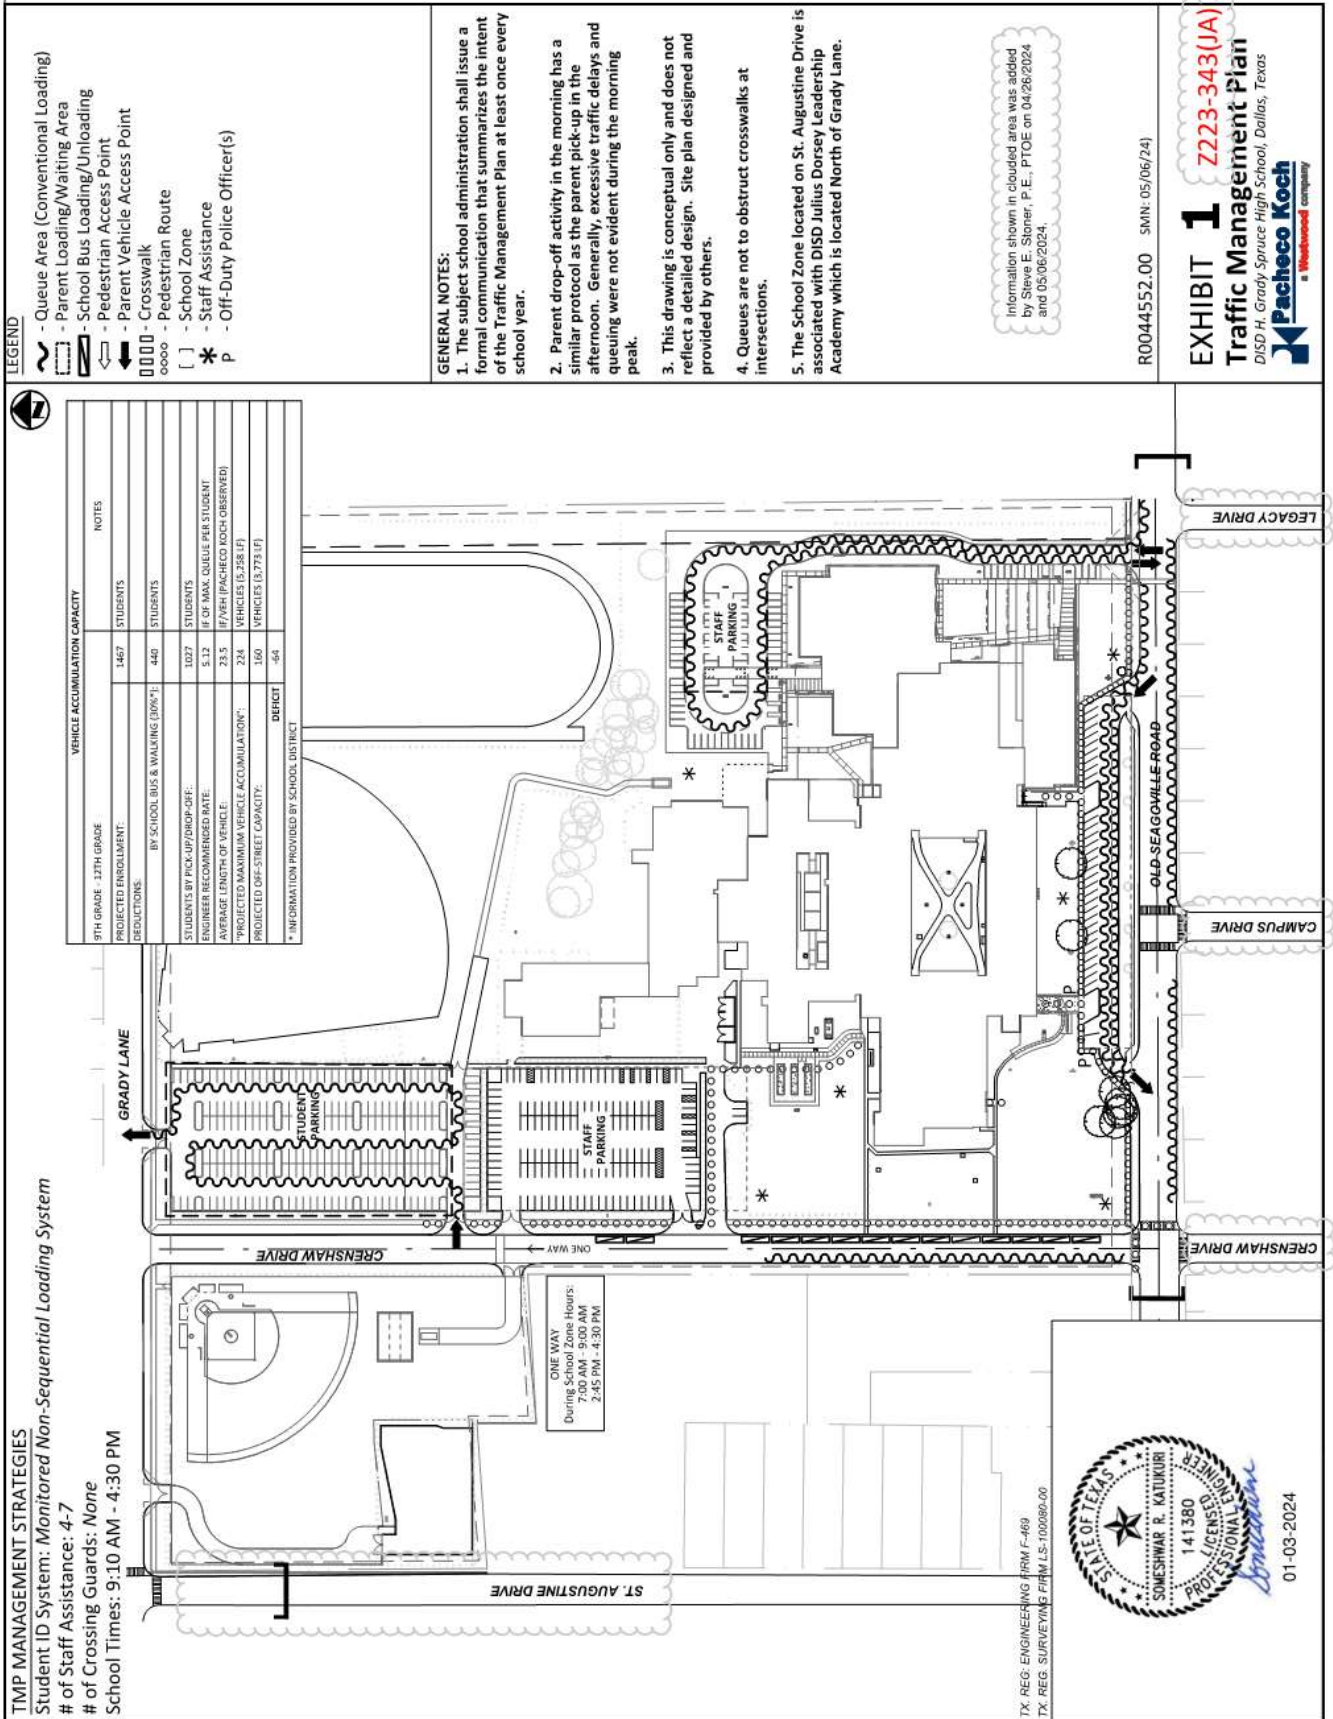 TMP MANAGEMENT STRATEGIES
Student ID System: Monitored Non-Sequential Loading System
# of Staff Assistance: 4-7
# of Crossing Guards: None
School Times: 9:10 AM - 4:30 PM
VEHICLE ACCUMULATION CAPACITY
9TH GRADE - 12TH GRADE NOTES
PROJECTED ENROLLMENT: 1467 STUDENTS
DEDUCTIONS:
BY SCHOOL BUS & WALKING (30%*): 440 STUDENTS
STUDENTS BY PICK-UP/DROP-OFF: 1027 STUDENTS
ENGINEER RECOMMENDED RATE: 5.12 lF OF MAX. QUEUE PER STUDENT
AVERAGE LENGTH OF VEHICLE: 23.5 lF/VEH (PACHECO KOCH OBSERVED)
"PROJECTED MAXIMUM VEHICLE ACCUMULATION": 224 VEHICLES (5,258 LF)
PROJECTED OFF-STREET CAPACITY: 160 VEHICLES (3,773 LF)
DEFICIT -64
* INFORMATION PROVIDED BY SCHOOL DISTRICT
GRADY LANE
STUDENT
PARKING
STAFF
PARKING
STAFF
PARKING
CRENSHAW DRIVE
ONE WAY
ONE WAY
During School Zone Hours:
7:00 AM - 9:00 AM
2:45 PM - 4:30 PM
ST. AUGUSTINE DRIVE
P
P
OLD SEAGOVILLE ROAD
CRENSHAW DRIVE
CAMPUS DRIVE
LEGACY DRIVE
TX. REG: ENGINEERING FIRM F-469
TX. REG. SURVEYING FIRM LS-100080-00
STATE OF TEXAS
SOMESHWAR R. KATUKURI
141380
LICENSED
PROFESSIONAL ENGINEER
01-03-2024
N
LEGEND
- Queue Area (Conventional Loading)
- Parent Loading/Waiting Area
- School Bus Loading/Unloading
- Pedestrian Access Point
- Parent Vehicle Access Point
- Crosswalk
- Pedestrian Route
[ ] - School Zone
* - Staff Assistance
P - Off-Duty Police Officer(s)
GENERAL NOTES:
1. The subject school administration shall issue a
formal communication that summarizes the intent
of the Traffic Management Plan at least once every
school year.
2. Parent drop-off activity in the morning has a
similar protocol as the parent pick-up in the
afternoon. Generally, excessive traffic delays and
queuing were not evident during the morning
peak.
3. This drawing is conceptual only and does not
reflect a detailed design. Site plan designed and
provided by others.
4. Queues are not to obstruct crosswalks at
intersections.
5. The School Zone located on St. Augustine Drive is
associated with DISD Julius Dorsey Leadership
Academy which is located North of Grady Lane.
Information shown in clouded area was added
by Steve E. Stoner, P.E., PTOE on 04/26/2024
and 05/06/2024.
R0044552.00 SMN: 05/06/24)
EXHIBIT 1 Z223-343(JA)
Traffic Management Plan
DISD H. Grady Spruce High School, Dallas, Texas
Pacheco Koch
a Westwood company